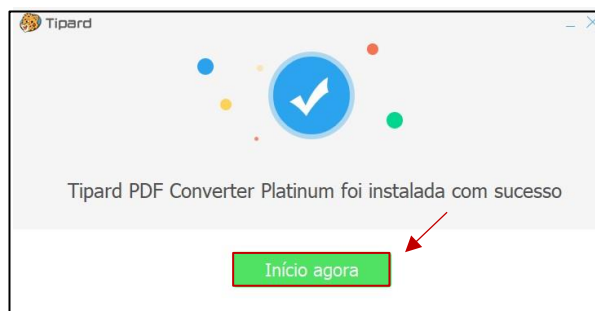 Tipard
Tipard PDF Converter Platinum foi instalada com sucesso
Início agora